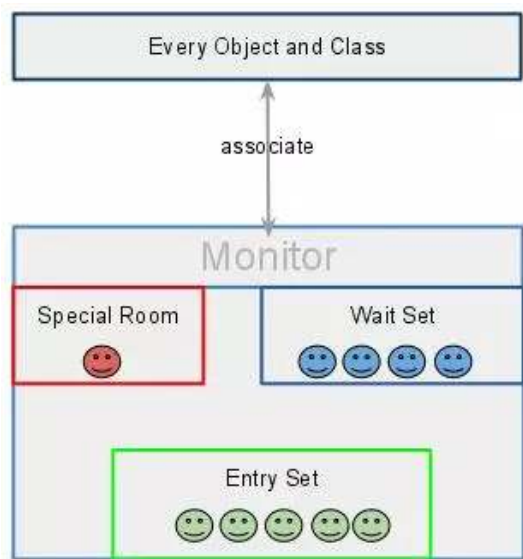 Every Object and Class
associate
Monitor
Special Room
Wait Set
Entry Set